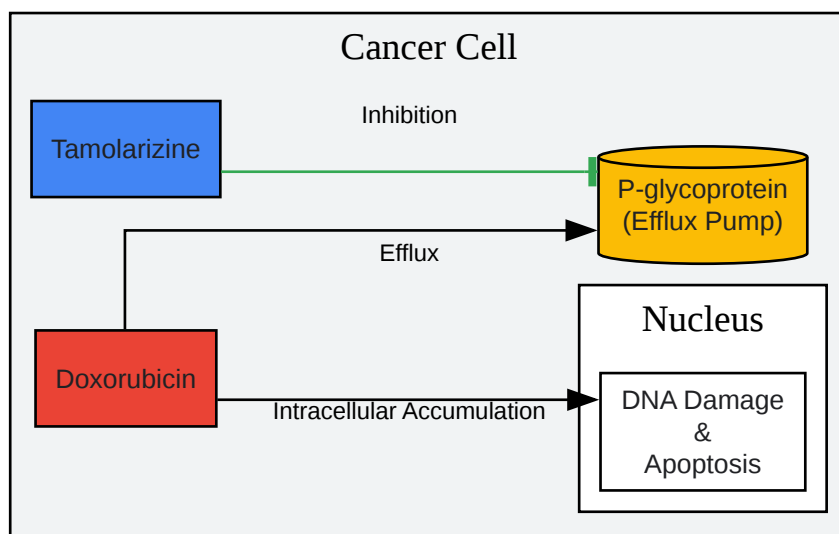 Cancer Cell
Inhibition
Tamolarizine
P-glycoprotein
(Efflux Pump)
Efflux
Nucleus
Doxorubicin
Intracellular Accumulation
DNA Damage
&
Apoptosis